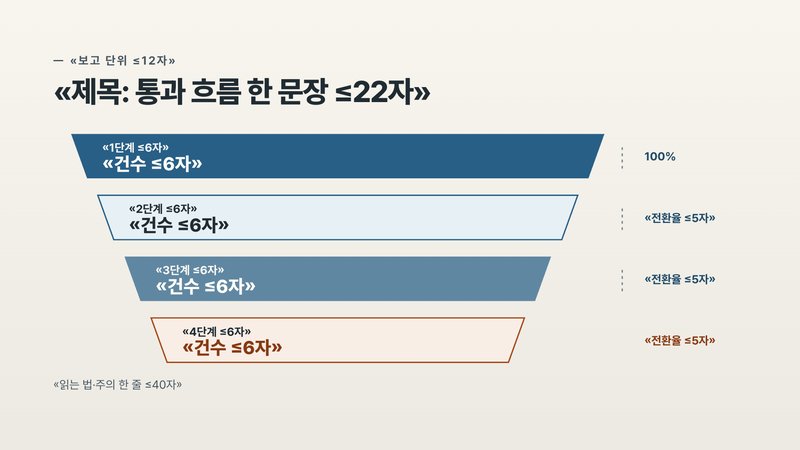 — «보고 단위 ≤12자»
«제목: 통과 흐름 한 문장 ≤22자»
«1단계 ≤6자»
«건수 ≤6자»
100%
«2단계 ≤6자»
«건수 ≤6자»
«전환율 ≤5자»
«3단계 ≤6자»
«건수 ≤6자»
«전환율 ≤5자»
«4단계 ≤6자»
«건수 ≤6자»
«전환율 ≤5자»
«읽는 법·주의 한 줄 ≤40자»